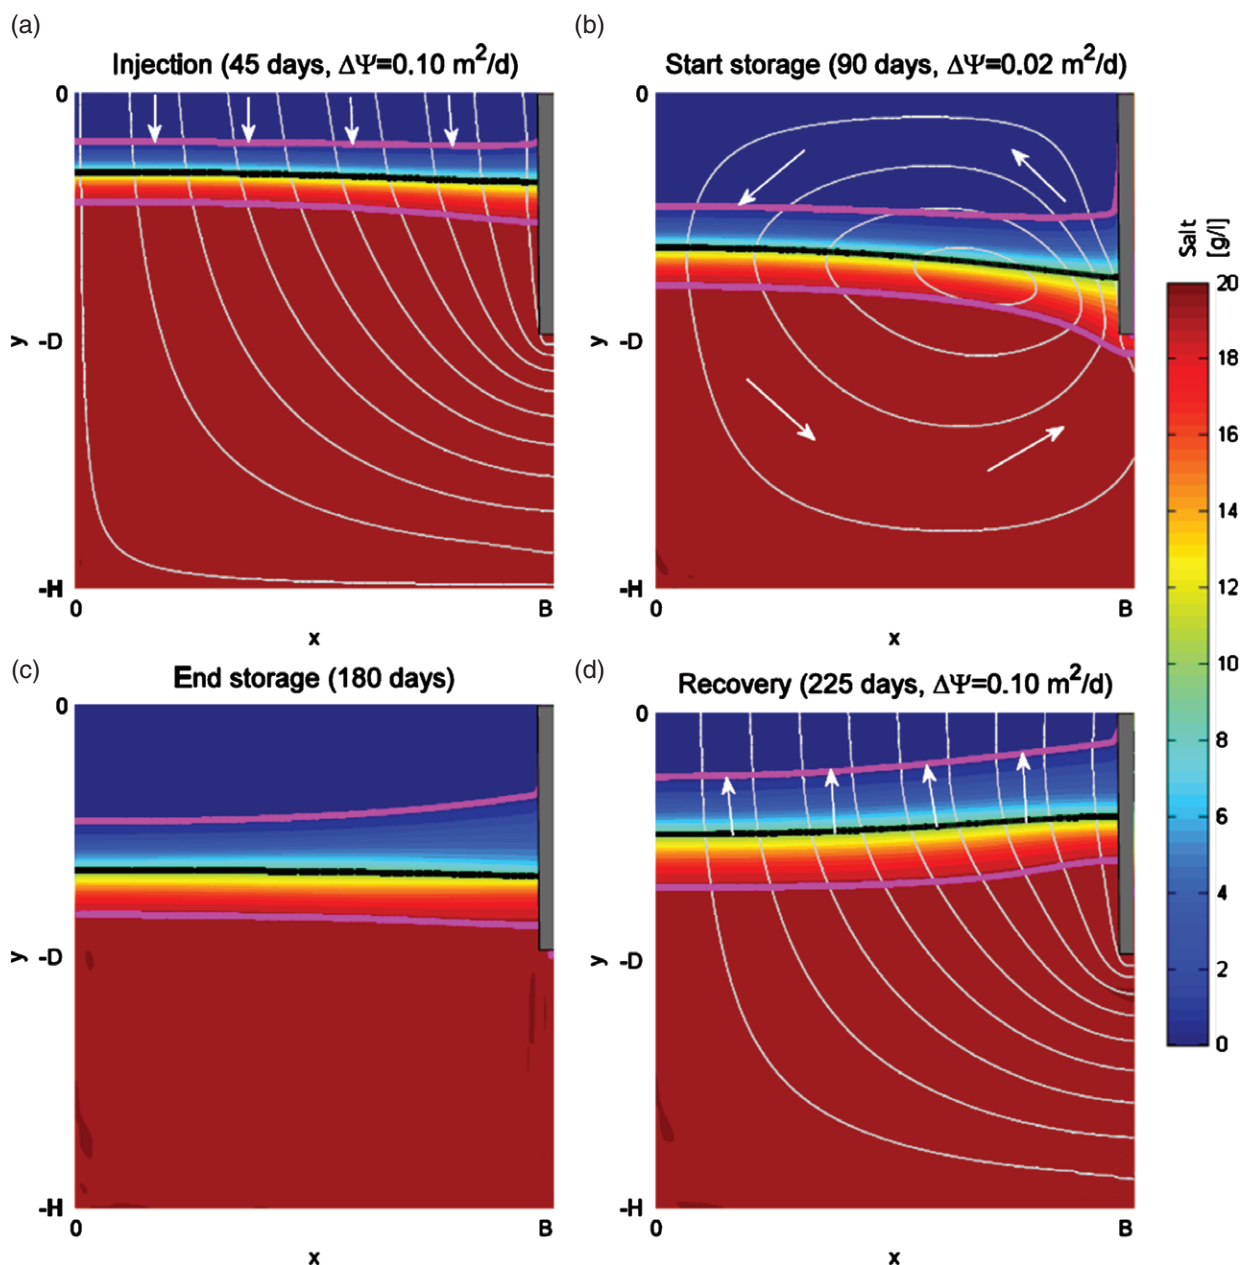 (a)
Injection (45 days, ΔΨ=0.10 m²/d)
0
y -D
-H
0 B
x
(b)
Start storage (90 days, ΔΨ=0.02 m²/d)
0
y -D
-H
0 B
x
Salt
[g/l]
20
18
16
14
12
10
8
6
4
2
0
(c)
End storage (180 days)
0
y -D
-H
0 B
x
(d)
Recovery (225 days, ΔΨ=0.10 m²/d)
0
y -D
-H
0 B
x